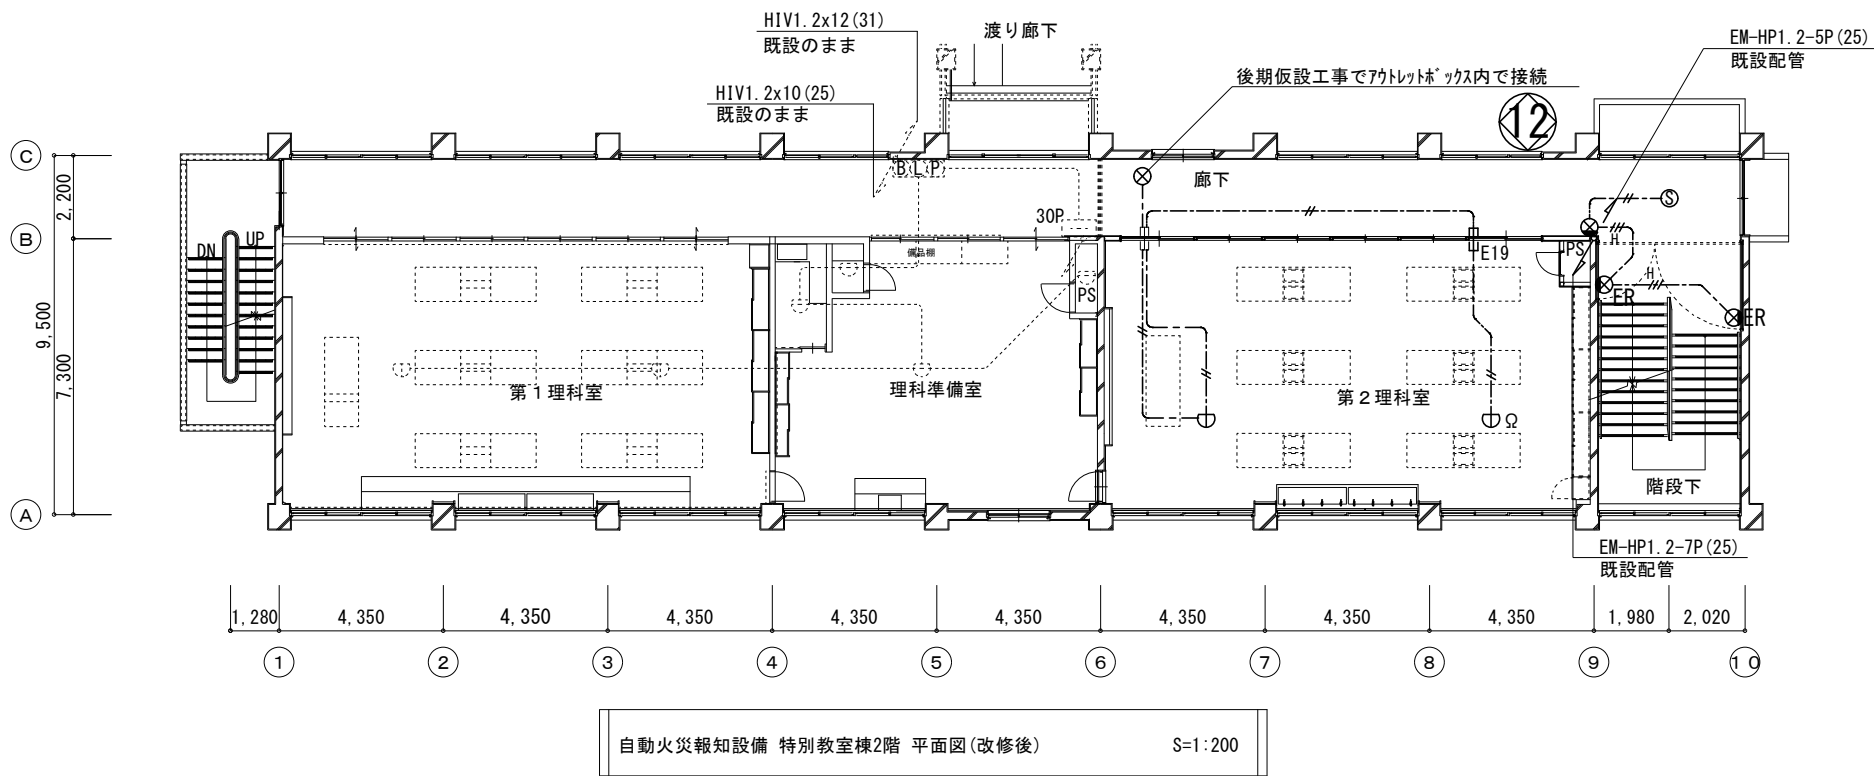 HIV1.2x12(31)
既設のまま
渡り廊下
EM-HP1.2-5P(25)
既設配管
後期仮設工事でｱｳﾄﾚｯﾄﾎﾞｯｸｽ内で接続
HIV1.2x10(25)
既設のまま
12
C
B L P
廊下
S
2,200
30P
B
DN
UP
備品棚
E19
PS
H
H
PS
ER
ER
9,500
7,300
第１理科室
理科準備室
第２理科室
Ω
階段下
A
EM-HP1.2-7P(25)
既設配管
1,280
4,350
4,350
4,350
4,350
4,350
4,350
4,350
4,350
1,980
2,020
1
2
3
4
5
6
7
8
9
10
自動火災報知設備 特別教室棟2階 平面図(改修後)
S=1:200